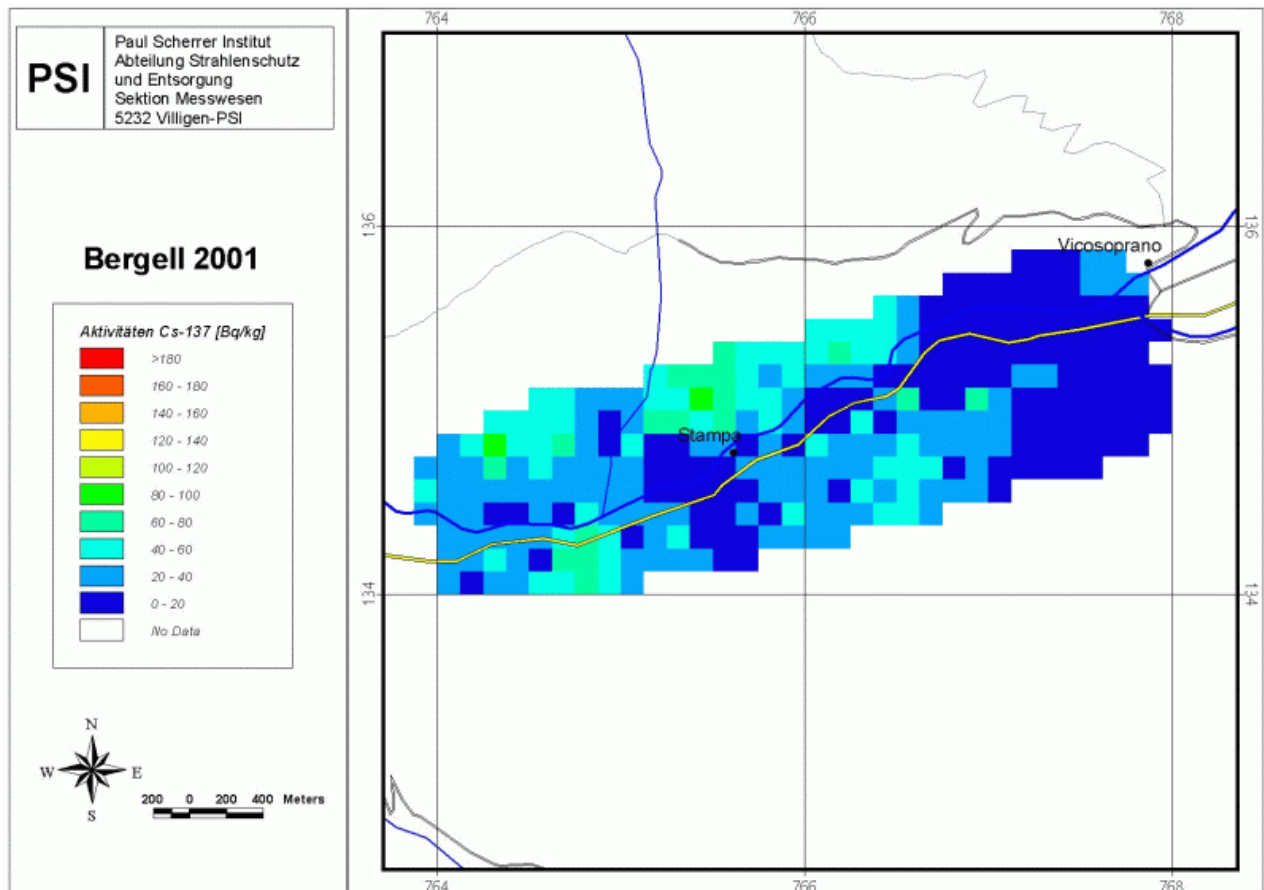 PSI
Paul Scherrer Institut
Abteilung Strahlenschutz
und Entsorgung
Sektion Messwesen
5232 Villigen-PSI
Bergell 2001
Aktivitäten Cs-137 [Bq/kg]
>180
160 - 180
140 - 160
120 - 140
100 - 120
80 - 100
60 - 80
40 - 60
20 - 40
0 - 20
No Data
N
W E
S
200 0 200 400 Meters
764 766 768
136 136
Vicosoprano
Stampa
134 134
764 766 768